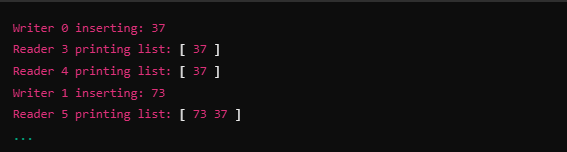 Writer 0 inserting: 37
Reader 3 printing list: [ 37 ]
Reader 4 printing list: [ 37 ]
Writer 1 inserting: 73
Reader 5 printing list: [ 73 37 ]
...